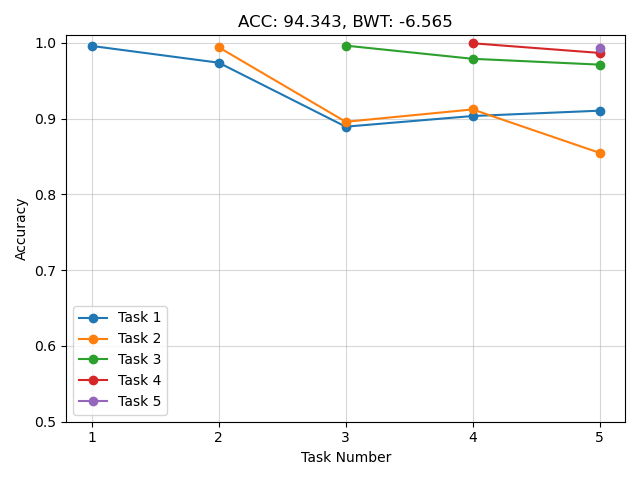 ACC: 94.343, BWT: -6.565
1.0
0.9
0.8
0.7
0.6
0.5
Accuracy
Task 1
Task 2
Task 3
Task 4
Task 5
1 2 3 4 5
Task Number